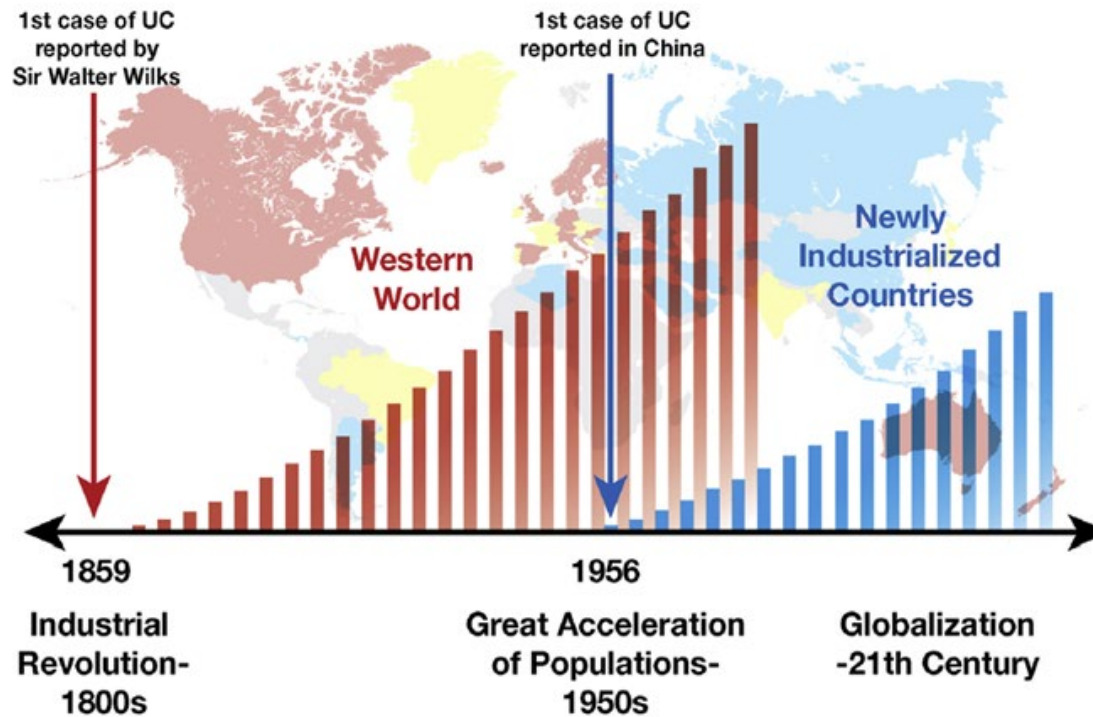 1st case of UC
reported by
Sir Walter Wilks
1st case of UC
reported in China
Western
World
Newly
Industrialized
Countries
1859
1956
Industrial
Revolution-
1800s
Great Acceleration
of Populations-
1950s
Globalization
-21th Century